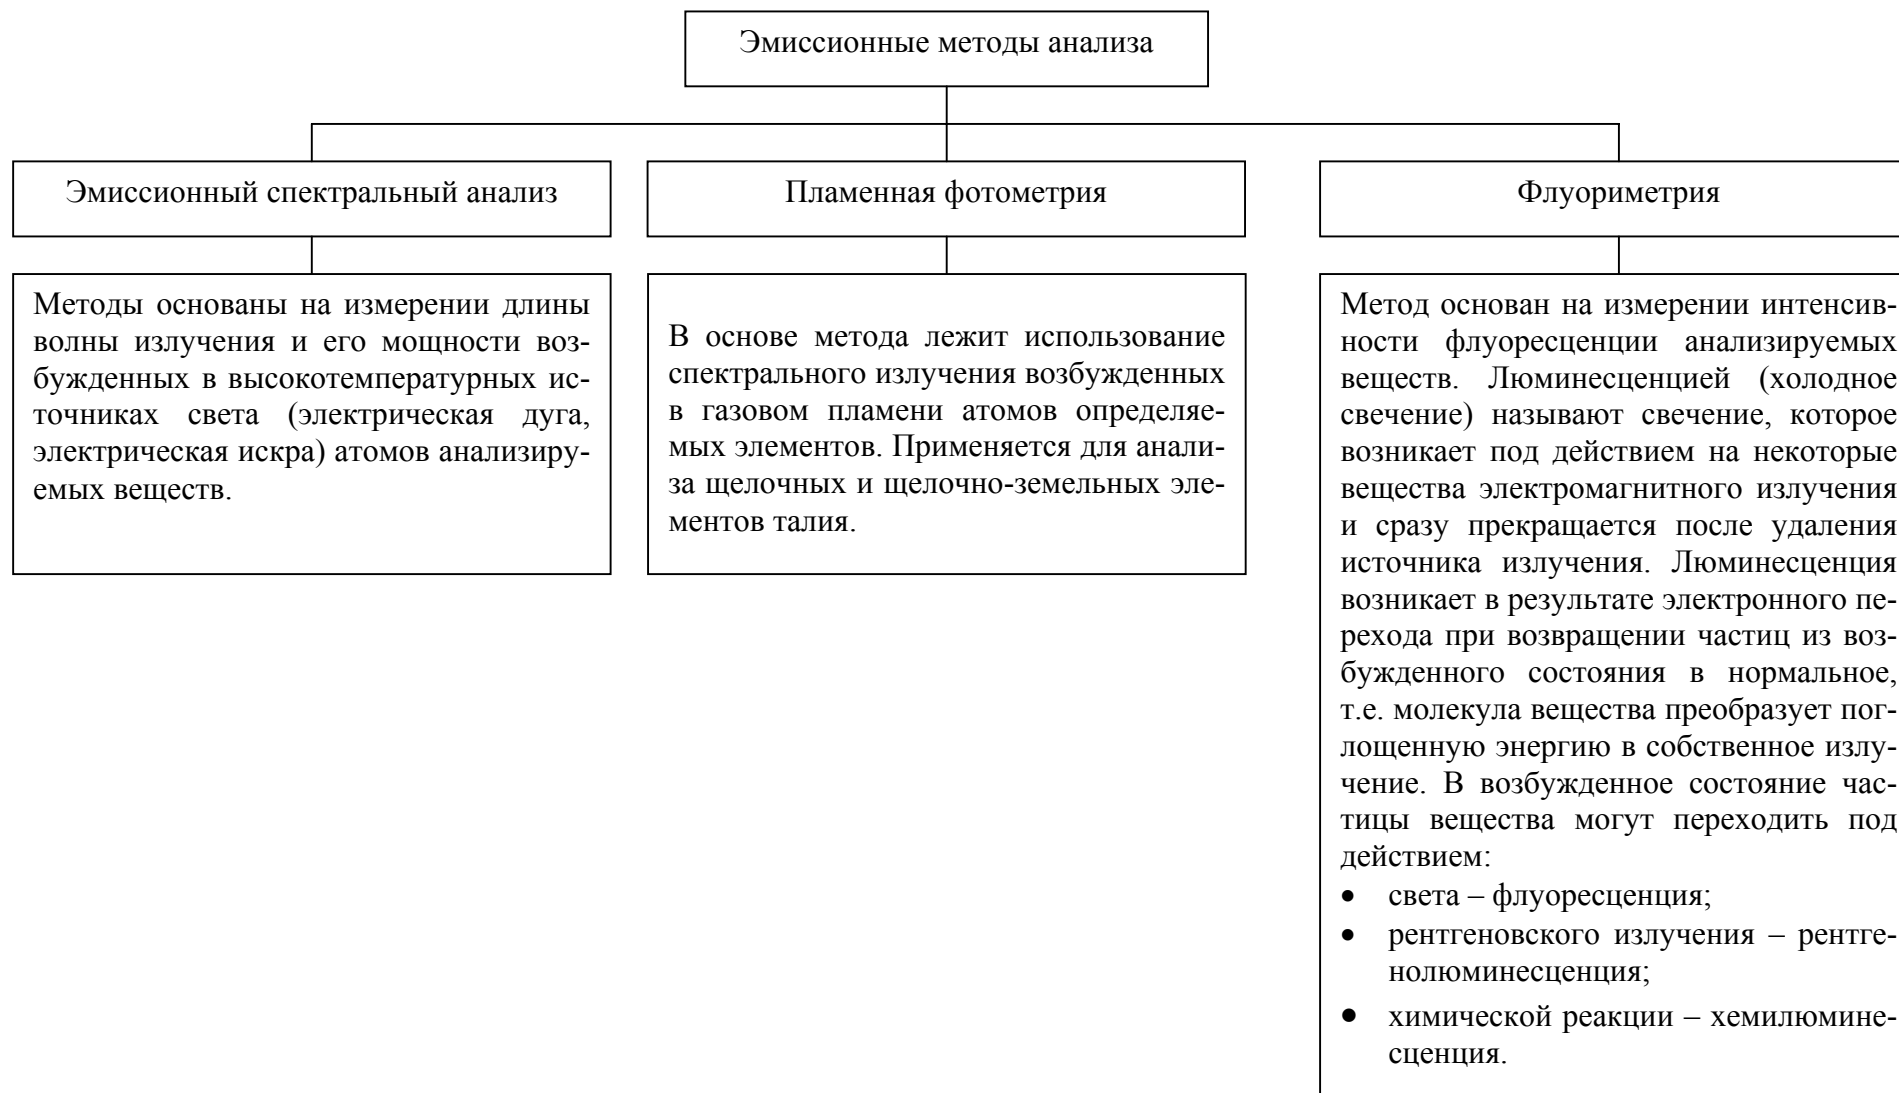 Эмиссионные методы анализа
Эмиссионный спектральный анализ
Методы основаны на измерении длины
волны излучения и его мощности воз-
бужденных в высокотемпературных ис-
точниках света (электрическая дуга,
электрическая искра) атомов анализиру-
емых веществ.
Пламенная фотометрия
В основе метода лежит использование
спектрального излучения возбужденных
в газовом пламени атомов определяе-
мых элементов. Применяется для анали-
за щелочных и щелочно-земельных эле-
ментов талия.
Флуориметрия
Метод основан на измерении интенсив-
ности флуоресценции анализируемых
веществ. Люминесценцией (холодное
свечение) называют свечение, которое
возникает под действием на некоторые
вещества электромагнитного излучения
и сразу прекращается после удаления
источника излучения. Люминесценция
возникает в результате электронного пе-
рехода при возвращении частиц из воз-
бужденного состояния в нормальное,
т.е. молекула вещества преобразует пог-
лощенную энергию в собственное излу-
чение. В возбужденное состояние час-
тицы вещества могут переходить под
действием:
• света – флуоресценция;
• рентгеновского излучения – рентге-
нолюминесценция;
• химической реакции – хемилюмине-
сценция.